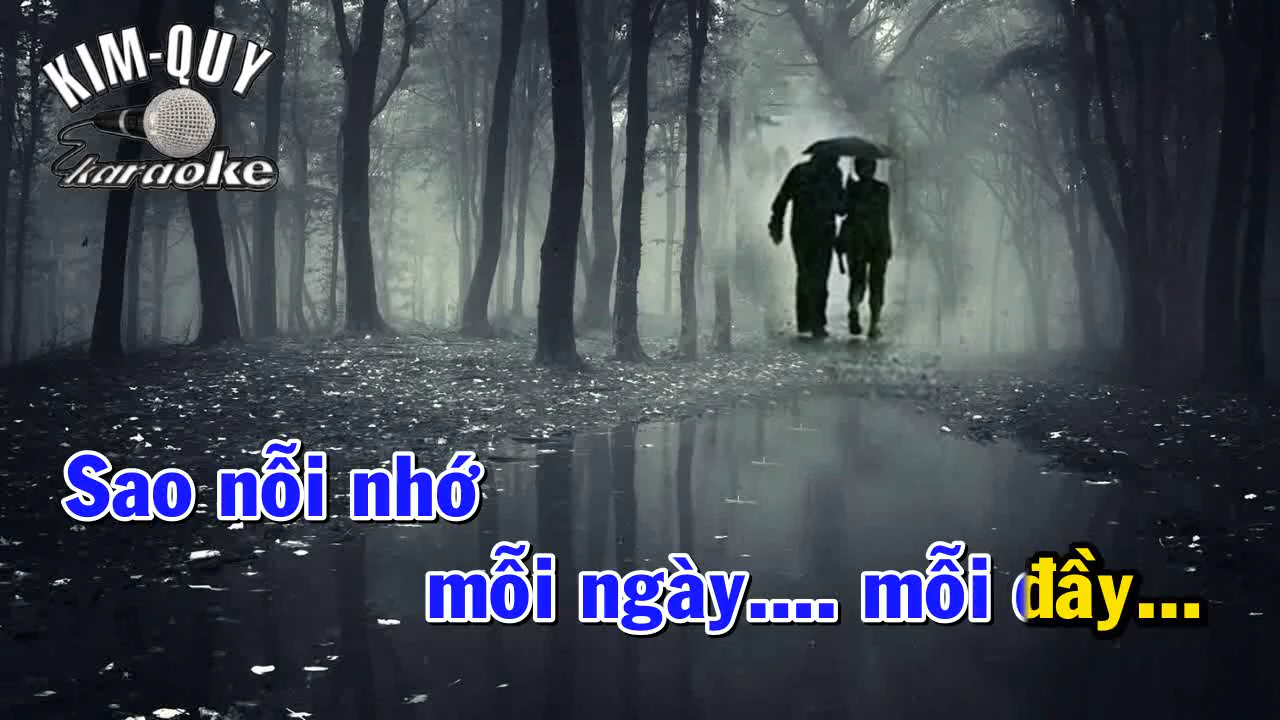 KIM-QUY
karaoke
Sao nỗi nhớ
mỗi ngày.... mỗi đầy...